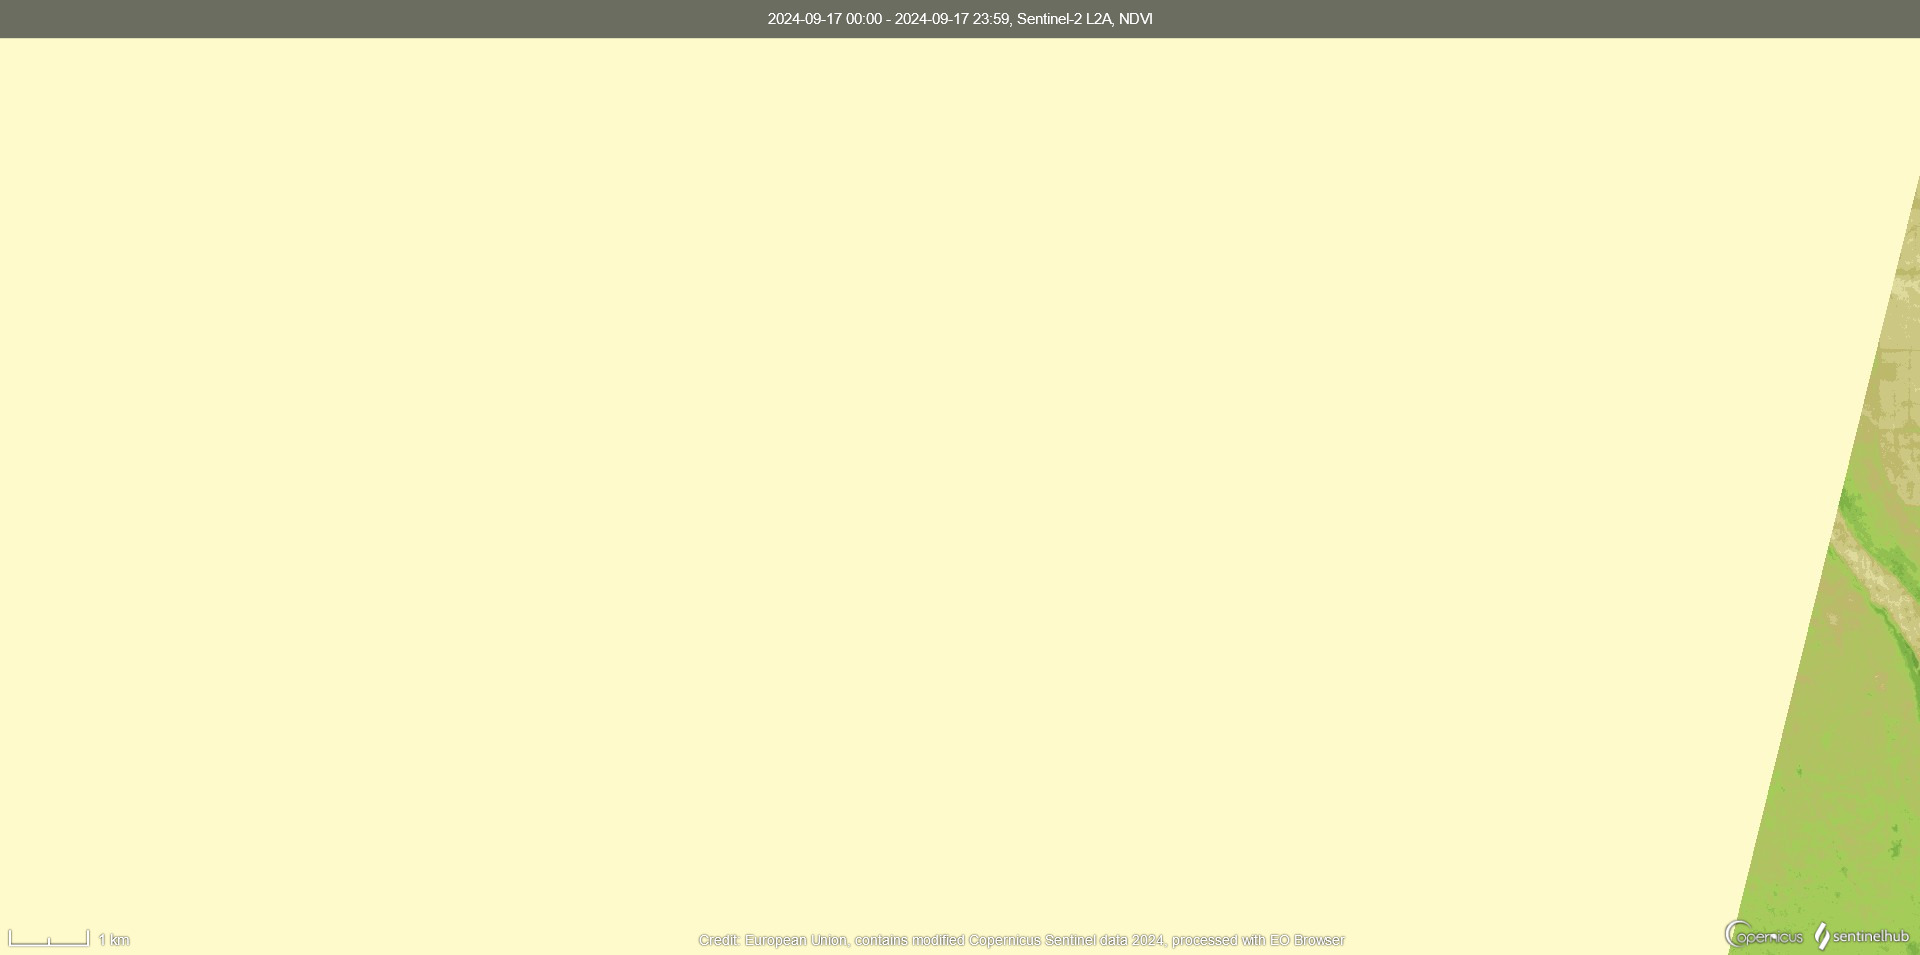 2024-09-17 00:00 - 2024-09-17 23:59, Sentinel-2 L2A, NDVI
1 km
Credit: European Union, contains modified Copernicus Sentinel data 2024, processed with EO Browser
Copernicus
sentinelhub